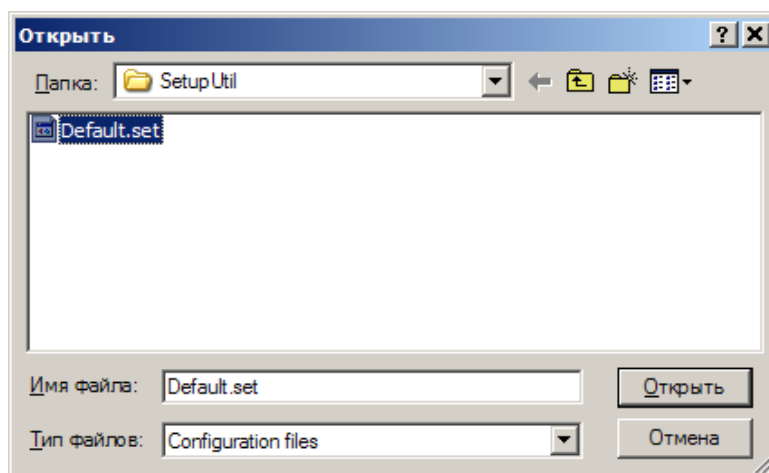 Открыть
Папка: SetupUtil
Default.set
Имя файла: Default.set Открыть
Тип файлов: Configuration files Отмена